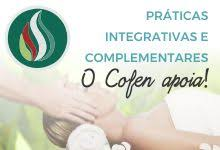 PRÁTICAS
INTEGRATIVAS E
COMPLEMENTARES
O Cofen apoia!